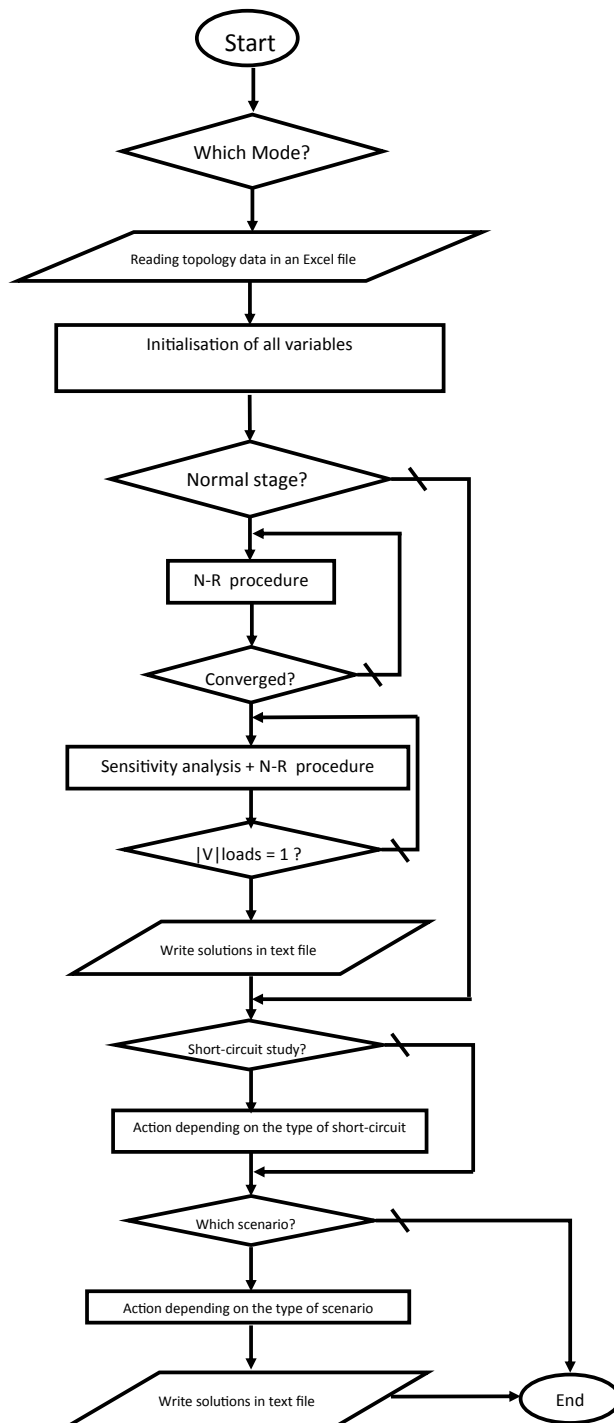 Start
Which Mode?
Reading topology data in an Excel file
Initialisation of all variables
Normal stage?
N-R procedure
Converged?
Sensitivity analysis + N-R procedure
|V|loads = 1 ?
Write solutions in text file
Short-circuit study?
Action depending on the type of short-circuit
Which scenario?
Action depending on the type of scenario
Write solutions in text file
End